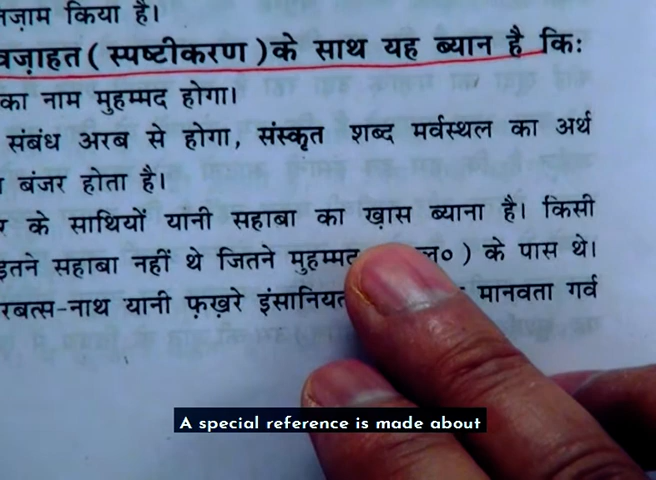 इंतज़ाम किया है।
वज़ाहत (स्पष्टीकरण) के साथ यह ब्यान है कि:
का नाम मुहम्मद होगा।
संबंध अरब से होगा, संस्कृत शब्द मर्वस्थल का अर्थ
बंजर होता है।
के साथियों यानी सहाबा का ख़ास ब्याना है। किसी
इतने सहाबा नहीं थे जितने मुहम्मद ल०) के पास थे।
रबत्स-नाथ यानी फ़ख़रे इंसानियत मानवता गर्व
A special reference is made about